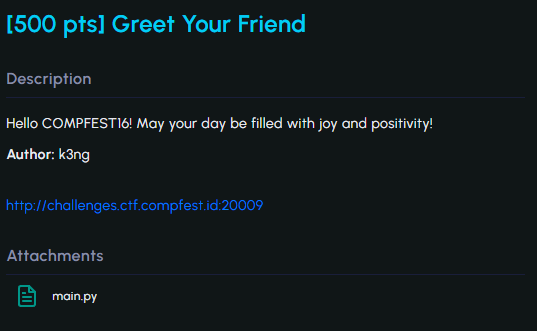 [500 pts] Greet Your Friend
Description
Hello COMPFEST16! May your day be filled with joy and positivity!
Author: k3ng
http://challenges.ctf.compfest.id:20009
Attachments
main.py